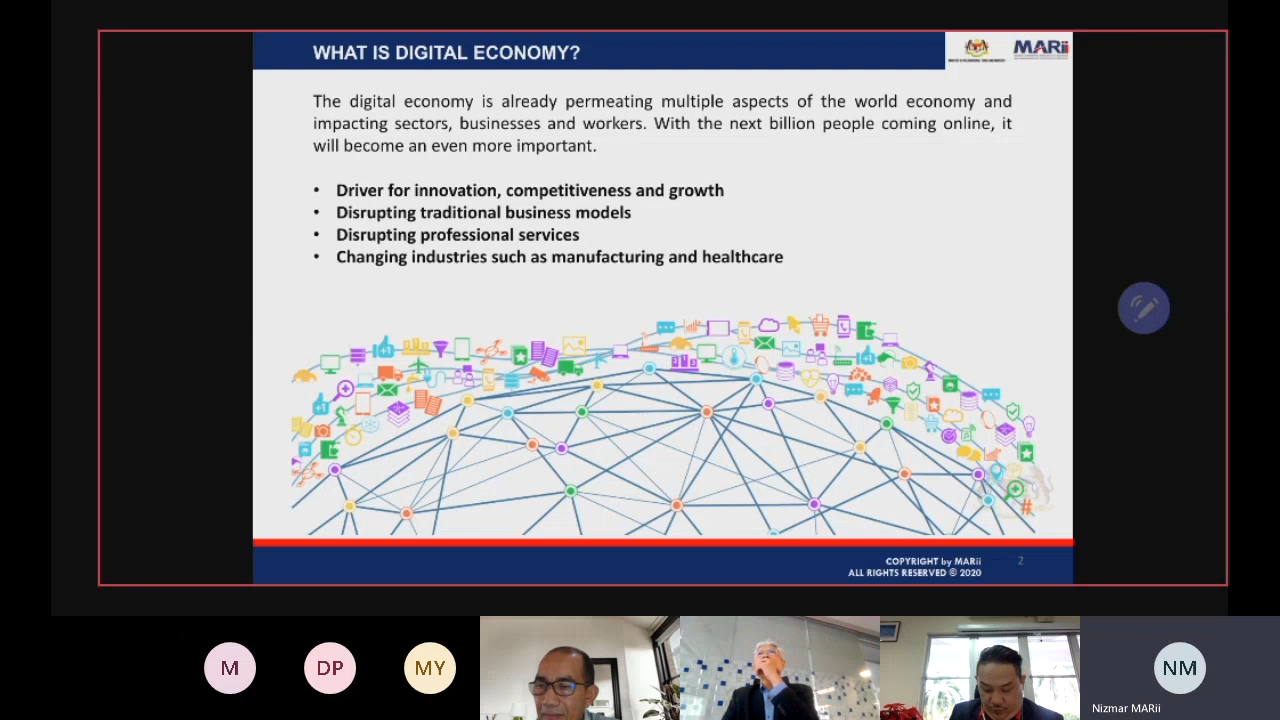 WHAT IS DIGITAL ECONOMY?
MARii
The digital economy is already permeating multiple aspects of the world economy and
impacting sectors, businesses and workers. With the next billion people coming online, it
will become an even more important.
• Driver for innovation, competitiveness and growth
• Disrupting traditional business models
• Disrupting professional services
• Changing industries such as manufacturing and healthcare
COPYRIGHT by MARii
2
ALL RIGHTS RESERVED © 2020
M
DP
MY
NM
Nizmar MARii